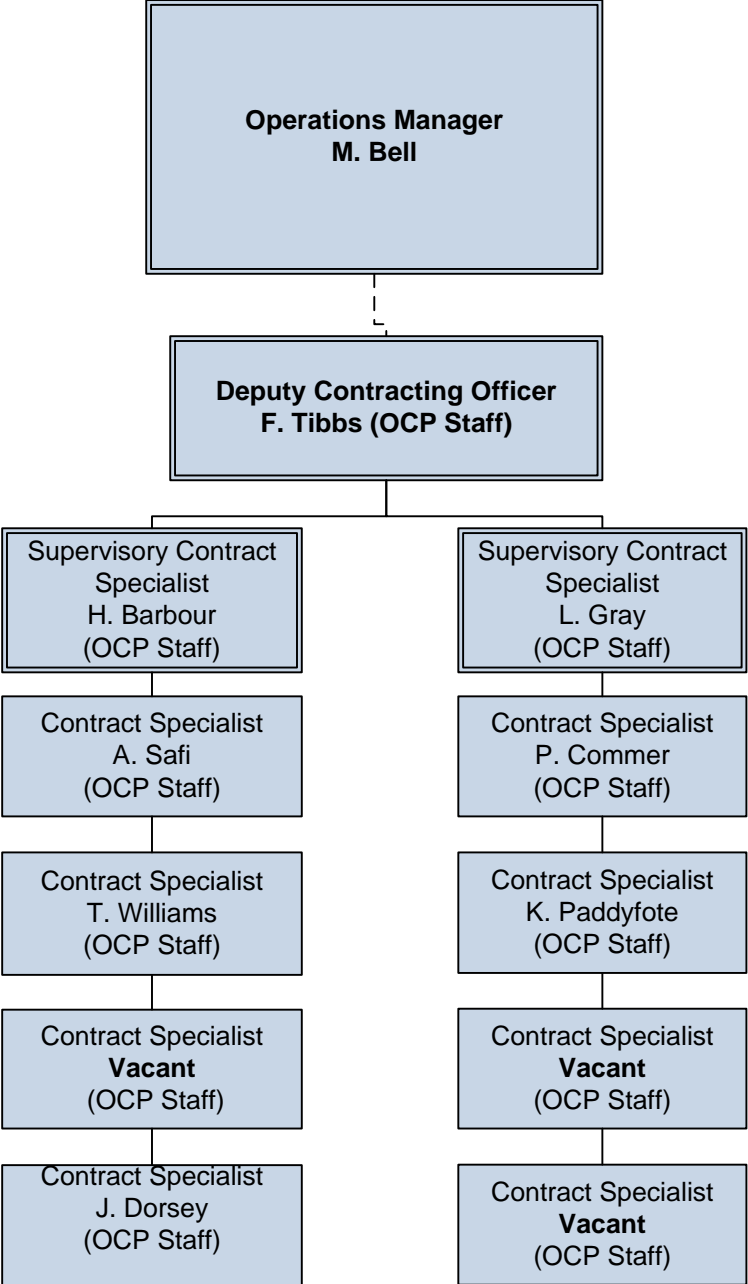 Operations Manager
M. Bell
Deputy Contracting Officer
F. Tibbs (OCP Staff)
Supervisory Contract
Specialist
H. Barbour
(OCP Staff)
Contract Specialist
A. Safi
(OCP Staff)
Contract Specialist
T. Williams
(OCP Staff)
Contract Specialist
Vacant
(OCP Staff)
Contract Specialist
J. Dorsey
(OCP Staff)
Supervisory Contract
Specialist
L. Gray
(OCP Staff)
Contract Specialist
P. Commer
(OCP Staff)
Contract Specialist
K. Paddyfote
(OCP Staff)
Contract Specialist
Vacant
(OCP Staff)
Contract Specialist
Vacant
(OCP Staff)